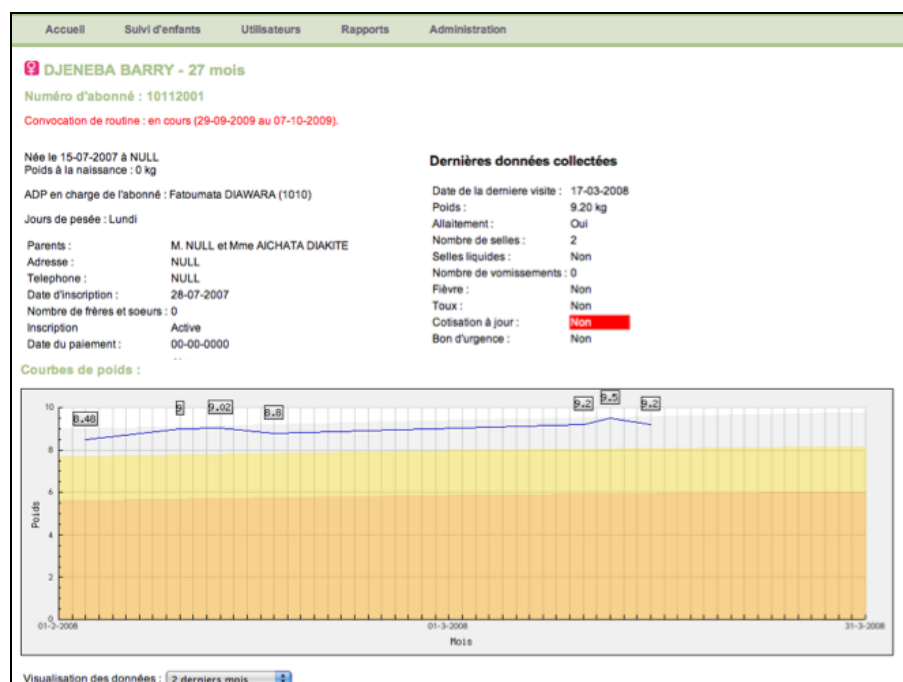 Accueil Suivi d'enfants Utilisateurs Rapports Administration
DJENEBA BARRY - 27 mois
Numéro d'abonné : 10112001
Convocation de routine : en cours (29-09-2009 au 07-10-2009).
Née le 15-07-2007 à NULL
Poids à la naissance : 0 kg
ADP en charge de l'abonné : Fatoumata DIAWARA (1010)
Jours de pesée : Lundi
Parents : M. NULL et Mme AICHATA DIAKITE
Adresse : NULL
Telephone : NULL
Date d'inscription : 28-07-2007
Nombre de frères et soeurs : 0
Inscription Active
Date du paiement : 00-00-0000
Dernières données collectées
Date de la derniere visite : 17-03-2008
Poids : 9.20 kg
Allaitement : Oui
Nombre de selles : 2
Selles liquides : Non
Nombre de vomissements : 0
Fièvre : Non
Toux : Non
Cotisation à jour : Non
Bon d'urgence : Non
Courbes de poids :
8.48 9 9.02 8.8 9.2 9.5 9.2
10
8
6
4
2
0
Poids
01-2-2008 01-3-2008 31-3-2008
Mois
Visualisation des données : 2 derniers mois